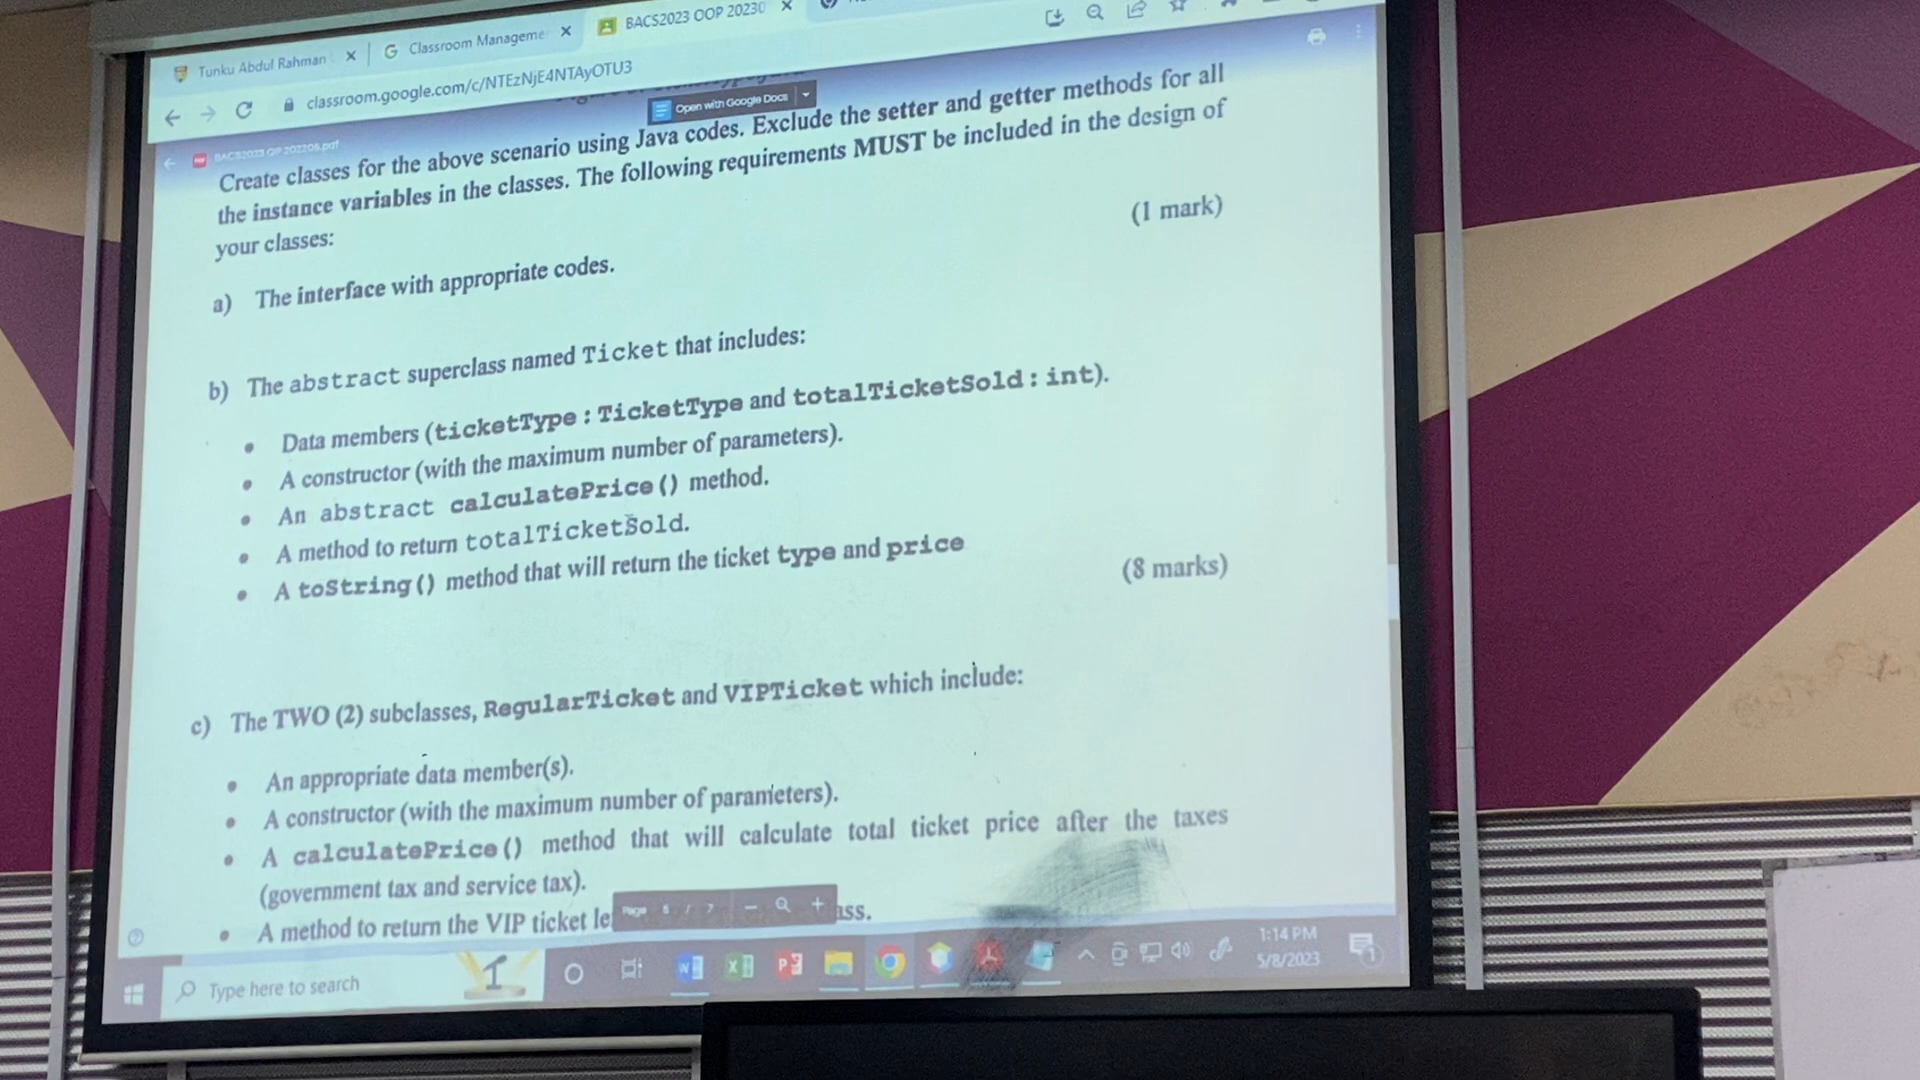 Tunku Abdul Rahman
Classroom Manageme
BACS2023 OOP 20230
classroom.google.com/c/NTEzNjE4NTAyOTU3
Open with Google Docs
BACS2023 QP 202205.pdf
Create classes for the above scenario using Java codes. Exclude the setter and getter methods for all
the instance variables in the classes. The following requirements MUST be included in the design of
your classes:
a) The interface with appropriate codes.
(1 mark)
b) The abstract superclass named Ticket that includes:
• Data members (ticketType : TicketType and totalTicketSold : int).
• A constructor (with the maximum number of parameters).
• An abstract calculatePrice() method.
• A method to return totalTicketSold.
• A toString() method that will return the ticket type and price
(8 marks)
c) The TWO (2) subclasses, RegularTicket and VIPTicket which include:
• An appropriate data member(s).
• A constructor (with the maximum number of parameters).
• A calculatePrice() method that will calculate total ticket price after the taxes
(government tax and service tax).
• A method to return the VIP ticket le
ass.
Page 6 / 7
Type here to search
1:14 PM
5/8/2023